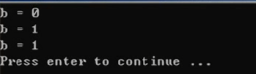 b = 0
b = 1
b = 1
Press enter to continue ...